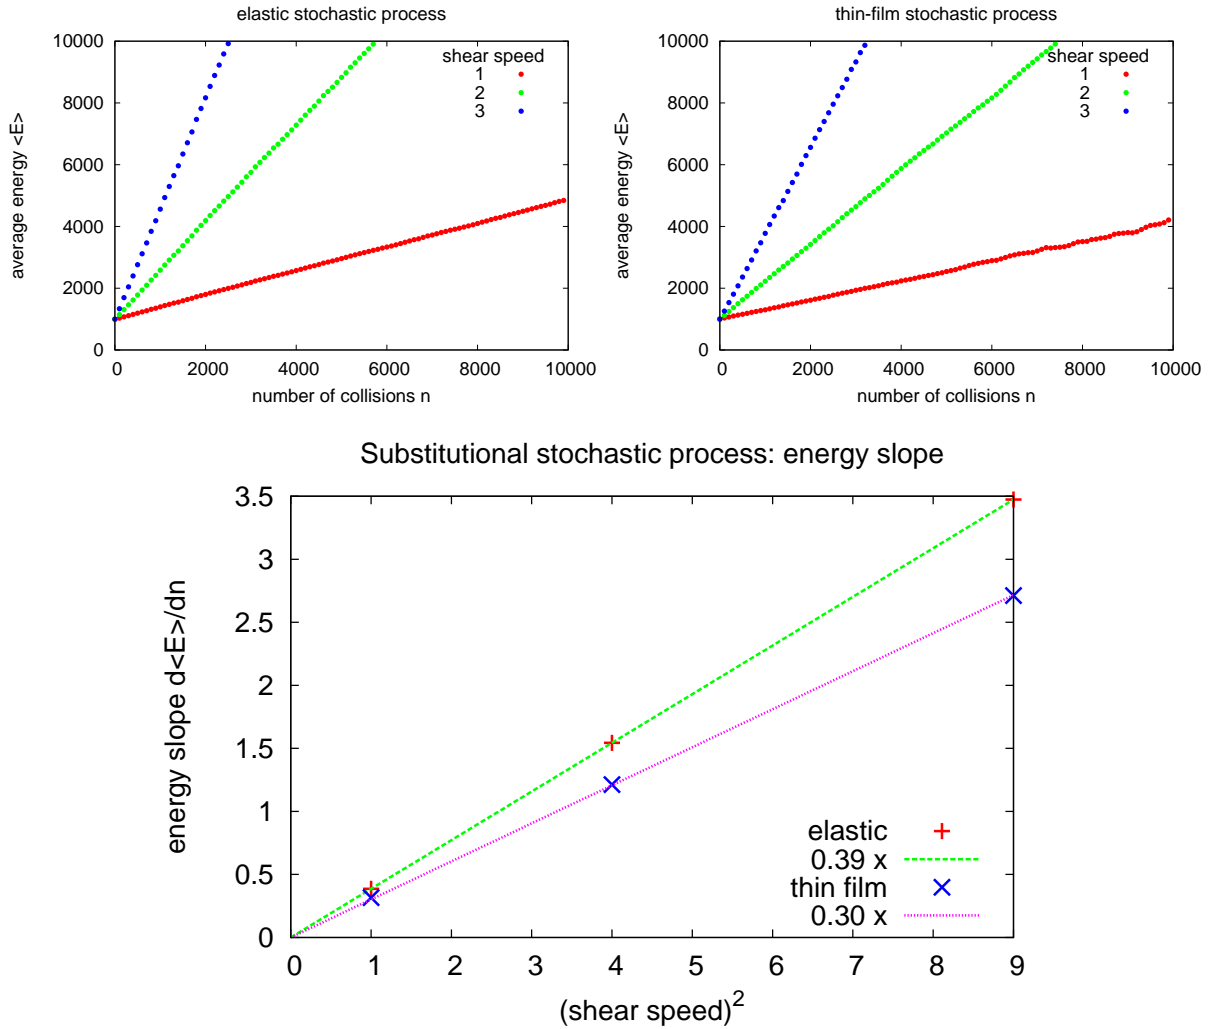 elastic stochastic process
average energy <E>
10000
8000
6000
4000
2000
0
shear speed
1
2
3
0 2000 4000 6000 8000 10000
number of collisions n
thin-film stochastic process
average energy <E>
10000
8000
6000
4000
2000
0
shear speed
1
2
3
0 2000 4000 6000 8000 10000
number of collisions n
Substitutional stochastic process: energy slope
energy slope d<E>/dn
3.5
3
2.5
2
1.5
1
0.5
0
elastic
0.39 x
thin film
0.30 x
0 1 2 3 4 5 6 7 8 9
(shear speed)²